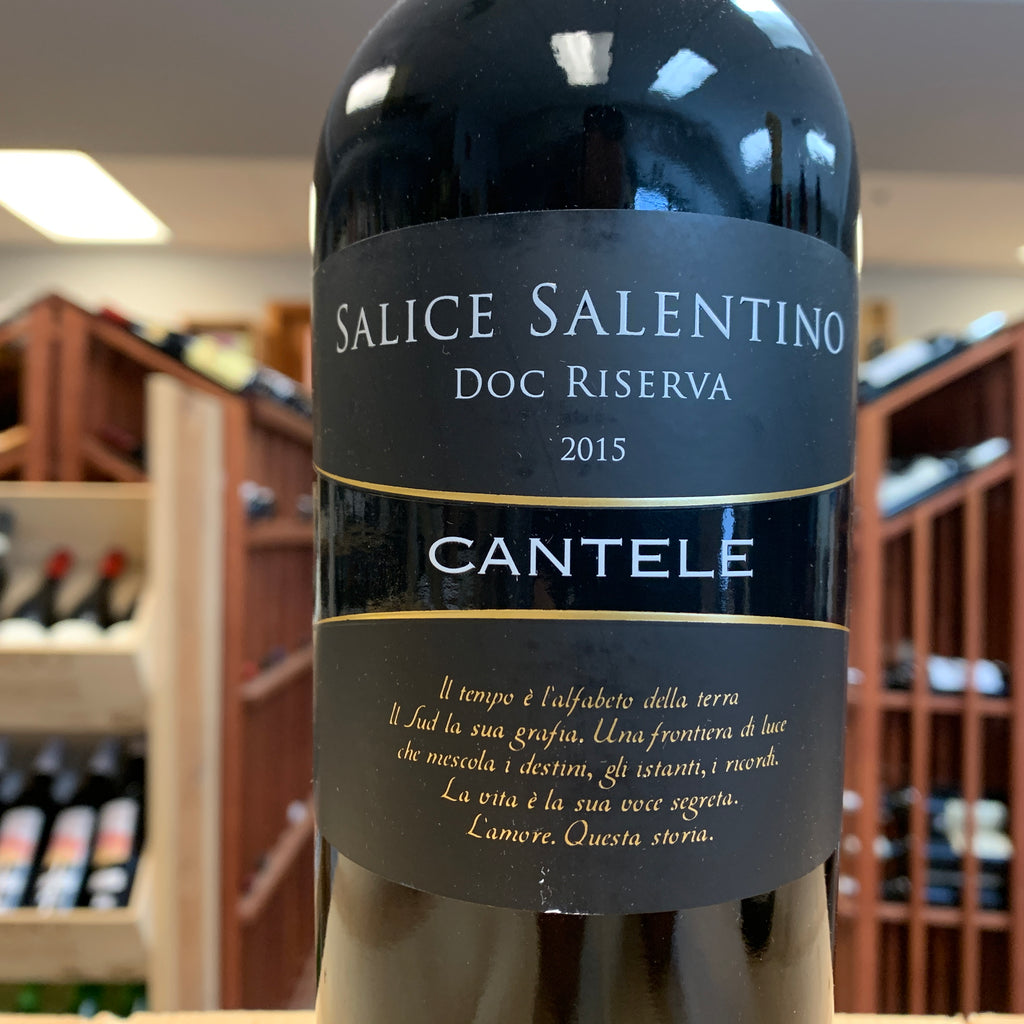 SALICE SALENTINO
DOC RISERVA
2015
CANTELE
Il tempo è l'alfabeto della terra
Il Sud la sua grafia. Una frontiera di luce
che mescola i destini, gli istanti, i ricordi.
La vita è la sua voce segreta.
L'amore. Questa storia.